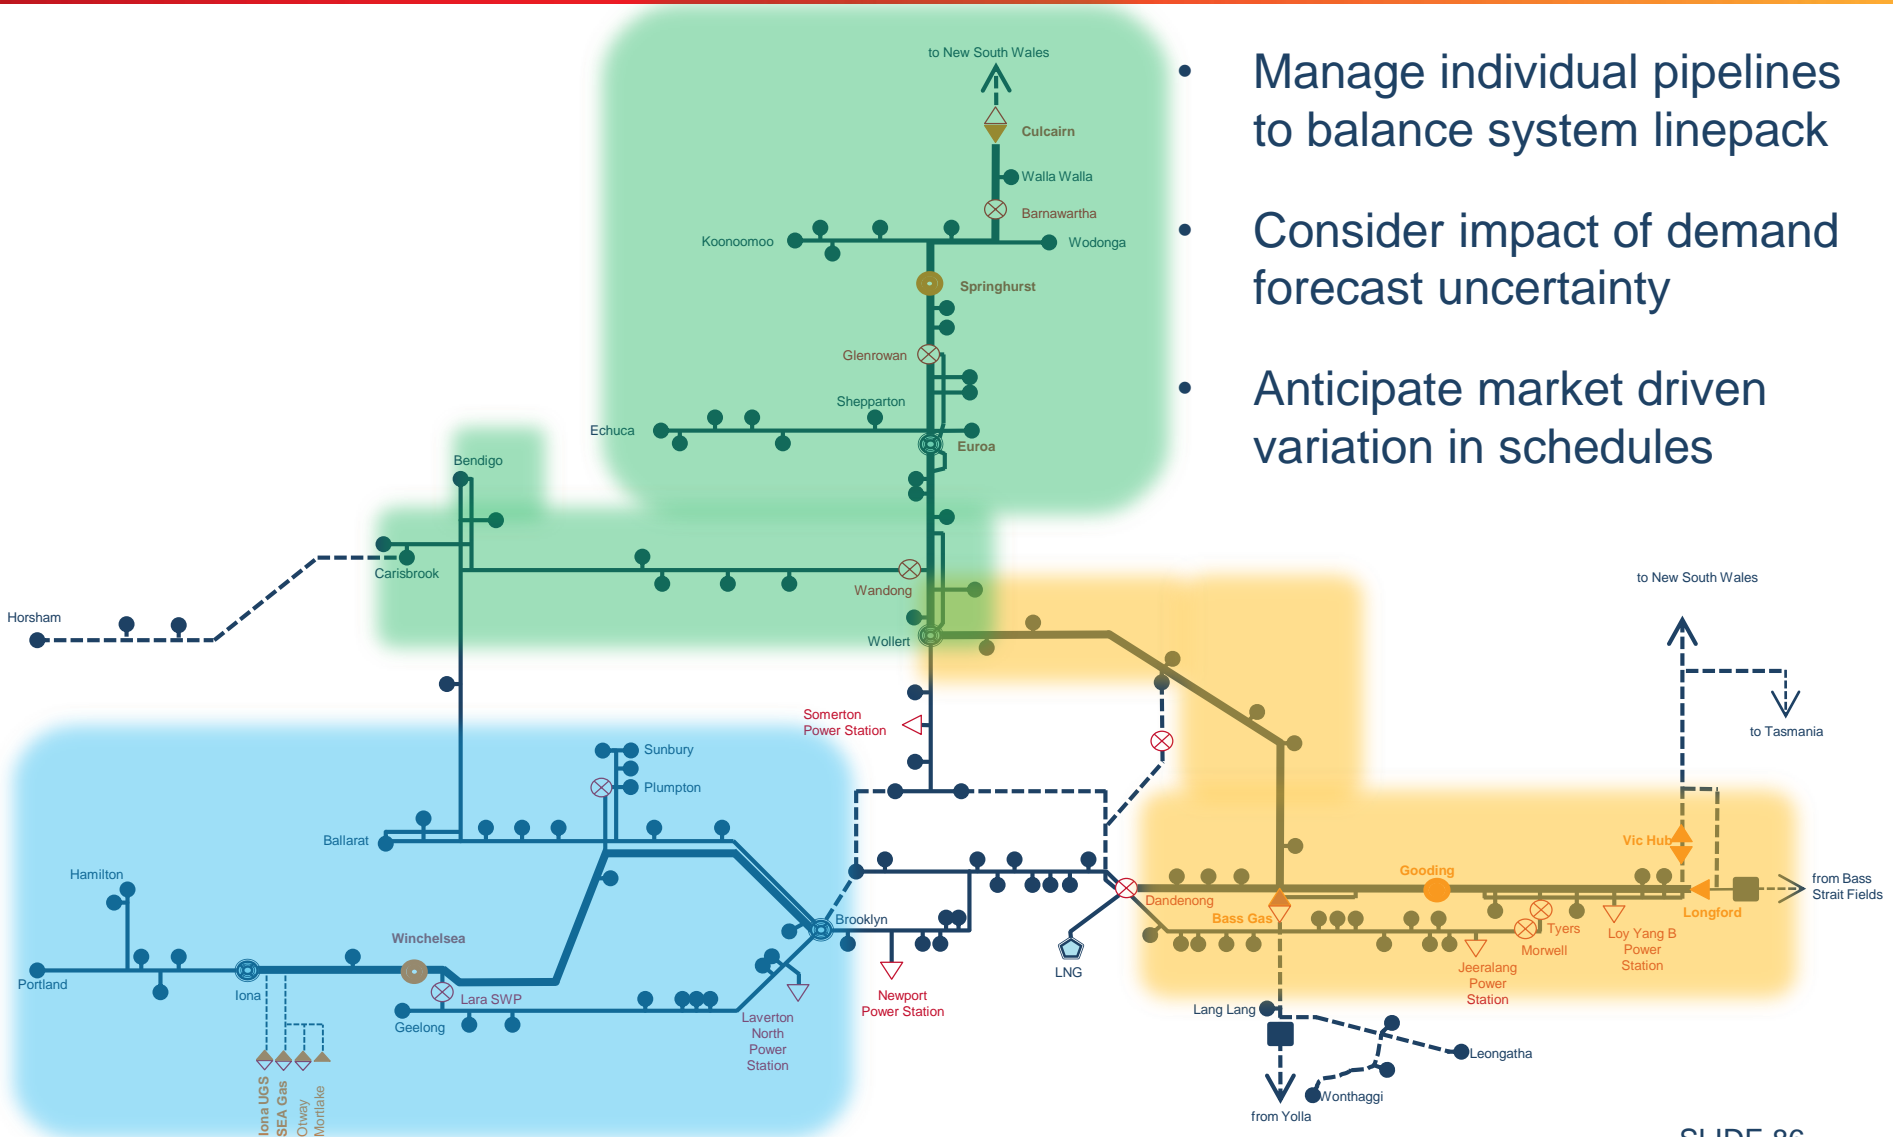 • Manage individual pipelines
to balance system linepack
• Consider impact of demand
forecast uncertainty
• Anticipate market driven
variation in schedules
to New South Wales
Culcairn
Walla Walla
Barnawartha
Koonoomoo
Wodonga
Springhurst
Glenrowan
Shepparton
Echuca
Euroa
Bendigo
Carisbrook
Wandong
Horsham
Wollert
to New South Wales
to Tasmania
Somerton
Power Station
Sunbury
Plumpton
Ballarat
Hamilton
Vic Hub
Gooding
from Bass
Strait Fields
Longford
Dandenong
Bass Gas
Brooklyn
Tyers
Morwell
Loy Yang B
Power
Station
Jeeralang
Power
Station
Winchelsea
LNG
Portland
Iona
Lara SWP
Geelong
Newport
Power Station
Laverton
North
Power
Station
Lang Lang
Leongatha
Wonthaggi
from Yolla
Iona UGS
SEA Gas
Otway
Mortlake
SLIDE 86